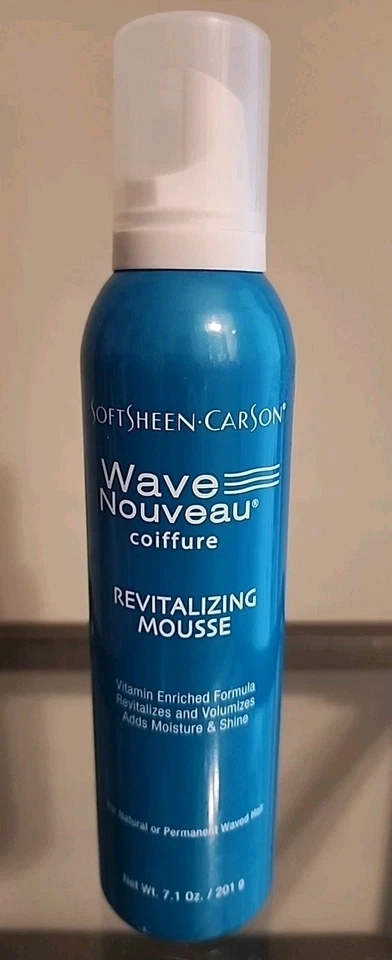 SOFTSHEEN·CARSON®
Wave
Nouveau®
coiffure
REVITALIZING
MOUSSE
Vitamin Enriched Formula
Revitalizes and Volumizes
Adds Moisture & Shine
For Natural or Permanent Waved Hair
Net Wt. 7.1 Oz. / 201 g